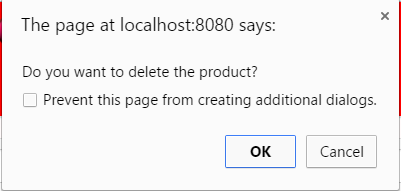 The page at localhost:8080 says:
Do you want to delete the product?
Prevent this page from creating additional dialogs.
OK Cancel